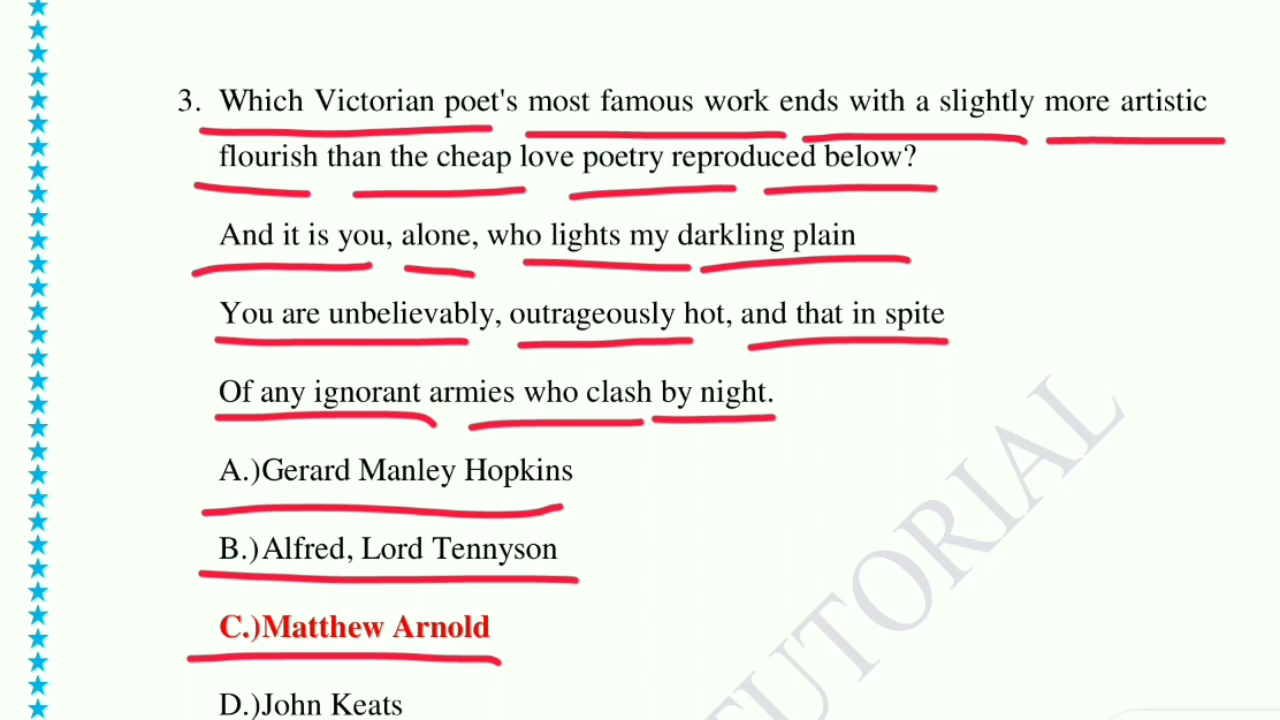 3. Which Victorian poet's most famous work ends with a slightly more artistic
flourish than the cheap love poetry reproduced below?
And it is you, alone, who lights my darkling plain
You are unbelievably, outrageously hot, and that in spite
Of any ignorant armies who clash by night.
A.)Gerard Manley Hopkins
B.)Alfred, Lord Tennyson
C.)Matthew Arnold
D.)John Keats
TUTORIAL